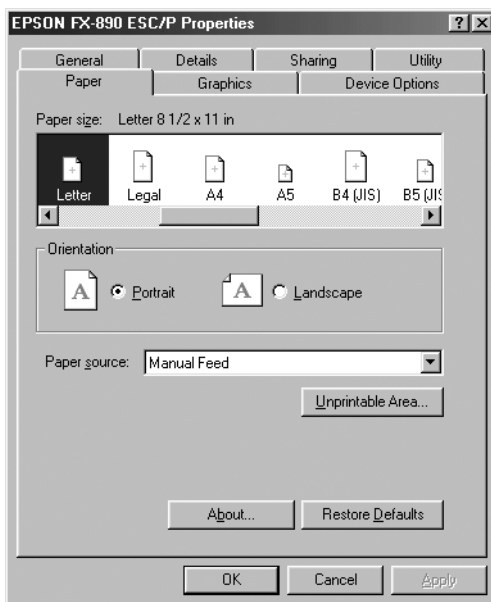 EPSON FX-890 ESC/P Properties ? ×
General Details Sharing Utility
Paper Graphics Device Options
Paper size: Letter 8 1/2 x 11 in
Letter Legal A4 A5 B4 (JIS) B5 (JIS
Orientation
A Portrait A Landscape
Paper source: Manual Feed
Unprintable Area...
About... Restore Defaults
OK Cancel Apply